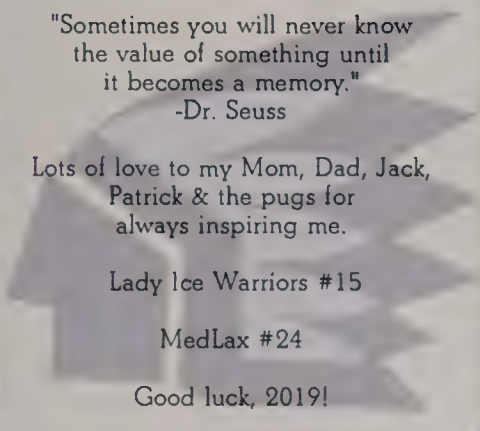 "Sometimes you will never know
the value of something until
it becomes a memory."
-Dr. Seuss
Lots of love to my Mom, Dad, Jack,
Patrick & the pugs for
always inspiring me.
Lady Ice Warriors #15
MedLax #24
Good luck, 2019!